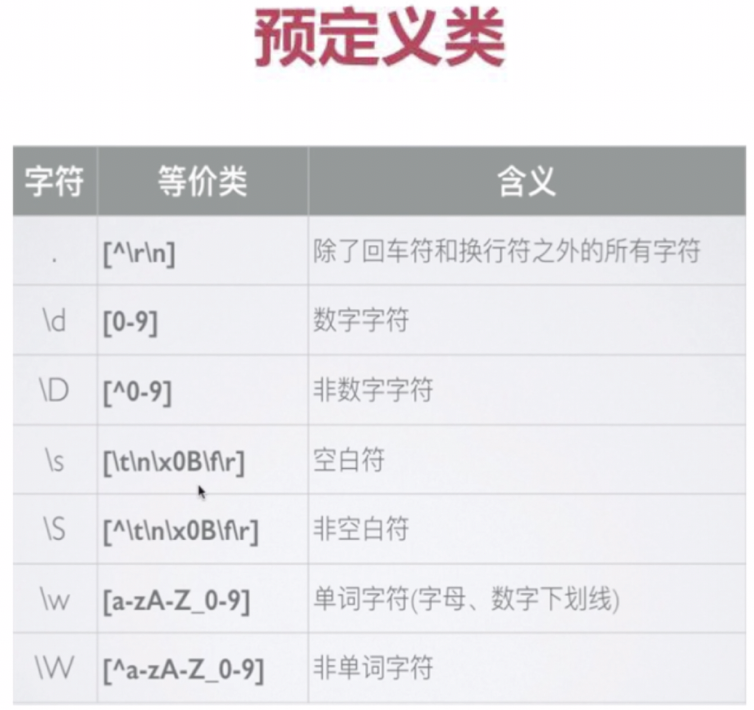 预定义类
字符 等价类 含义
. [^\r\n] 除了回车符和换行符之外的所有字符
\d [0-9] 数字字符
\D [^0-9] 非数字字符
\s [\t\n\x0B\f\r] 空白符
\S [^\t\n\x0B\f\r] 非空白符
\w [a-zA-Z_0-9] 单词字符(字母、数字下划线)
\W [^a-zA-Z_0-9] 非单词字符